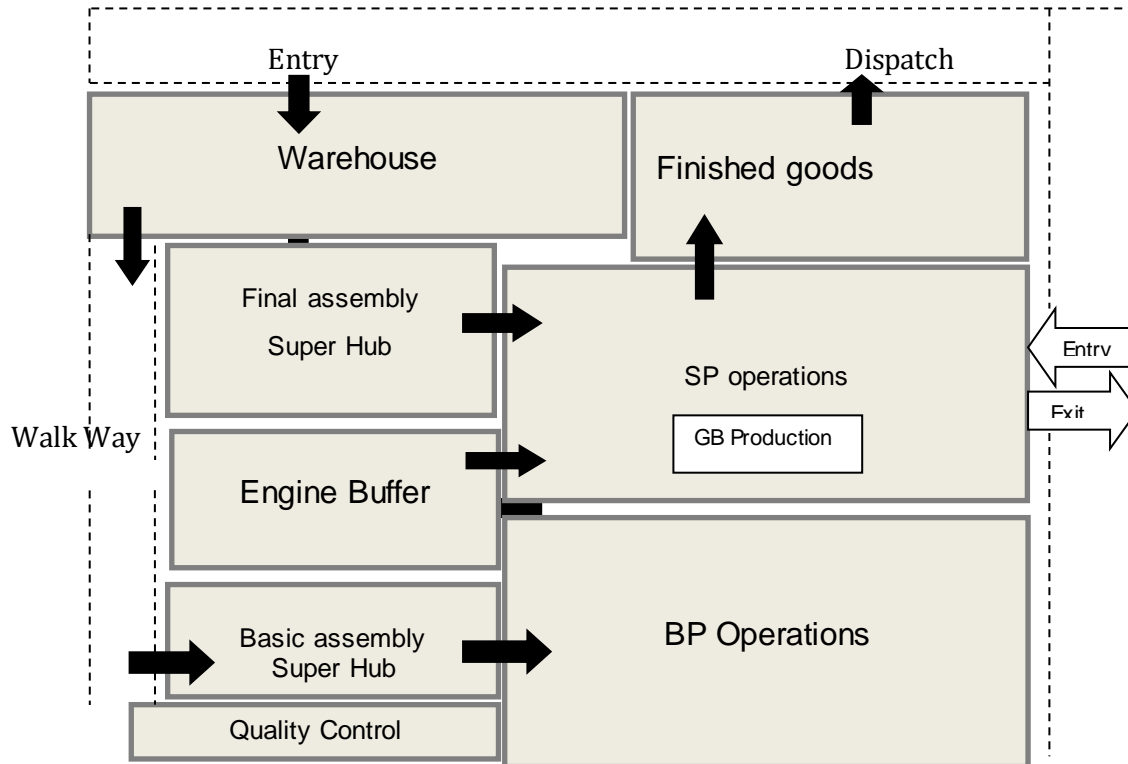 Entry
Dispatch
Warehouse
Finished goods
Final assembly
Super Hub
SP operations
Entry
Exit
Walk Way
GB Production
Engine Buffer
Basic assembly
Super Hub
BP Operations
Quality Control